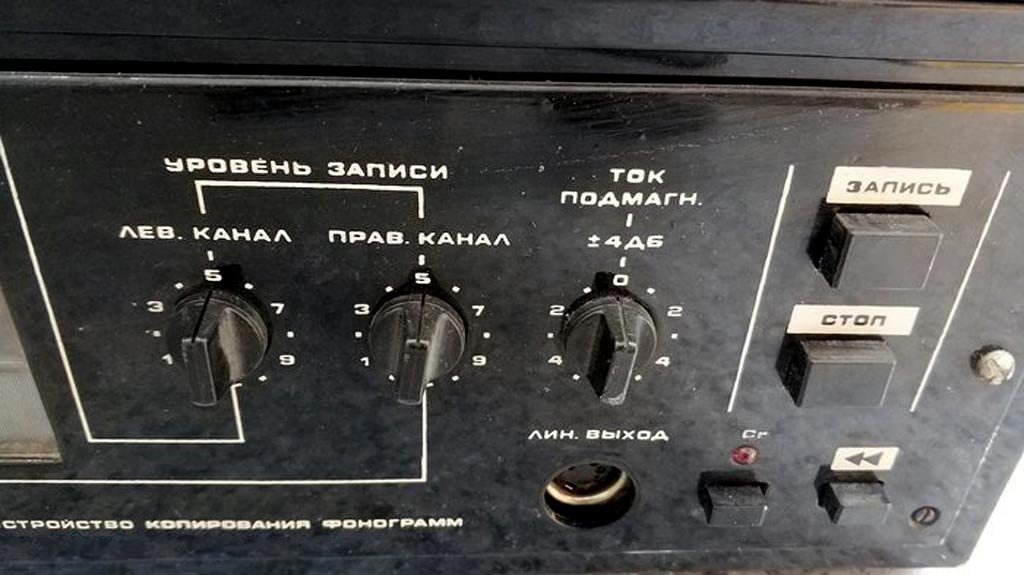 УРОВЕНЬ ЗАПИСИ
ТОК
ПОДМАГН.
ЗАПИСЬ
ЛЕВ. КАНАЛ
ПРАВ. КАНАЛ
±4ДБ
5
5
0
3
7
3
7
2
2
1
9
1
9
4
4
СТОП
ЛИН. ВЫХОД
Cr
СТРОЙСТВО КОПИРОВАНИЯ ФОНОГРАММ